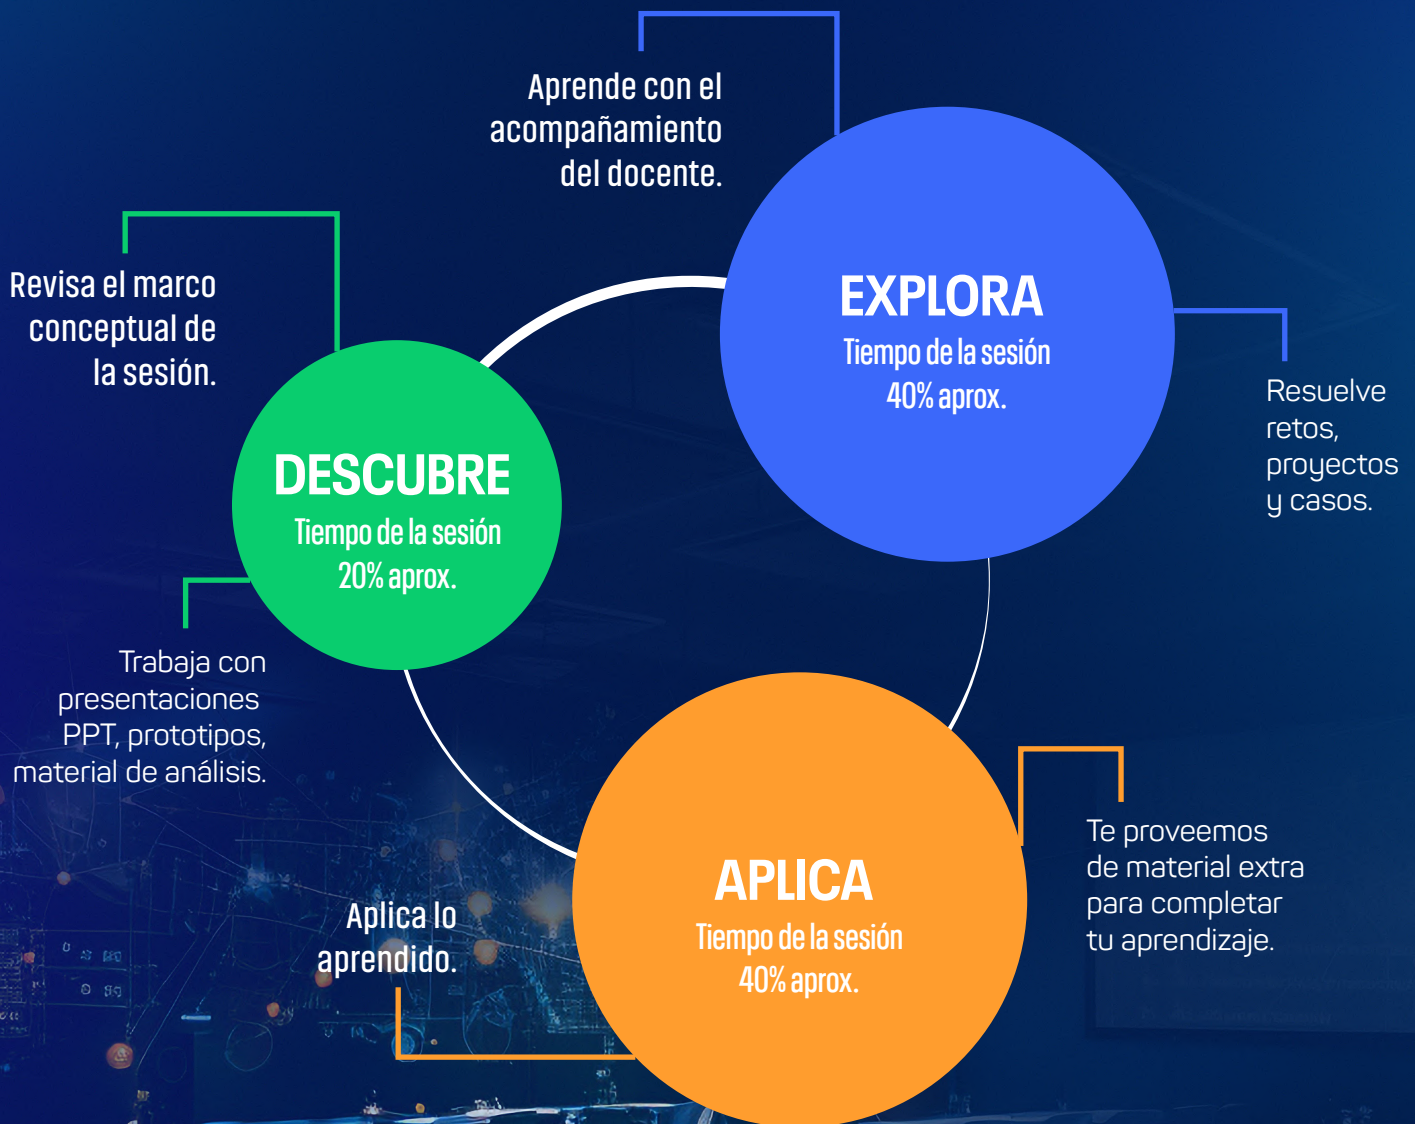 Aprende con el
acompañamiento
del docente.
EXPLORA
Tiempo de la sesión
40% aprox.
Resuelve
retos,
proyectos
y casos.
Revisa el marco
conceptual de
la sesión.
DESCUBRE
Tiempo de la sesión
20% aprox.
Trabaja con
presentaciones
PPT, prototipos,
material de análisis.
APLICA
Tiempo de la sesión
40% aprox.
Te proveemos
de material extra
para completar
tu aprendizaje.
Aplica lo
aprendido.